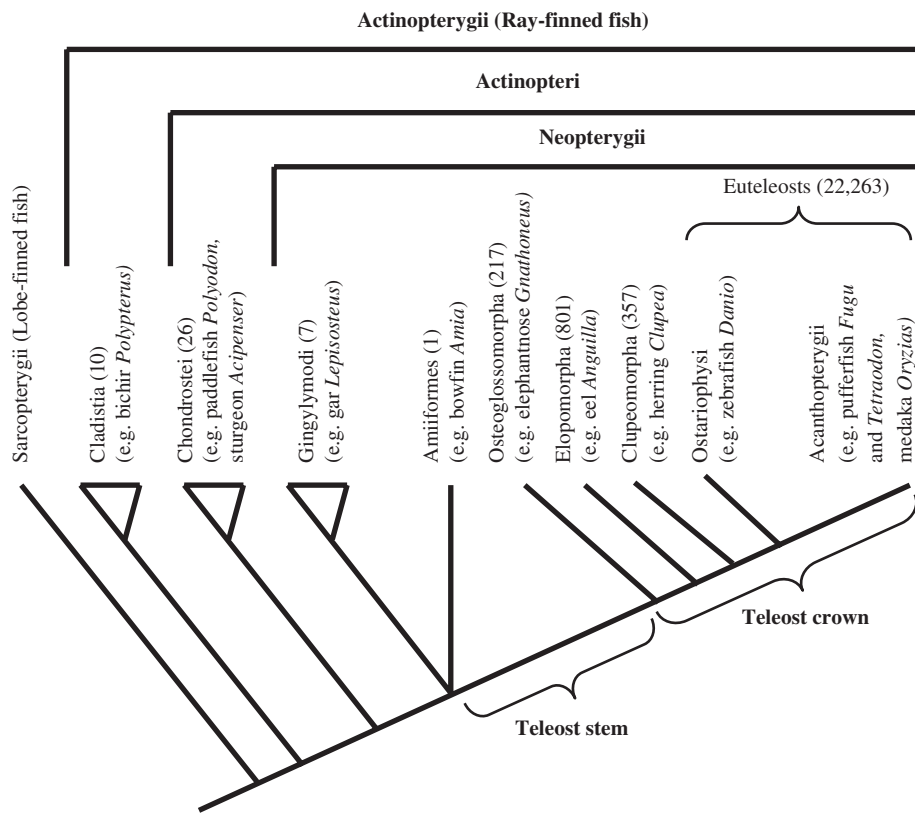 Actinopterygii (Ray-finned fish)
Actinopteri
Neopterygii
Euteleosts (22,263)
Sarcopterygii (Lobe-finned fish)
Cladistia (10)
(e.g. bichir Polypterus)
Chondrostei (26)
(e.g. paddlefish Polyodon,
sturgeon Acipenser)
Gingylymodi (7)
(e.g. gar Lepisosteus)
Amiiformes (1)
(e.g. bowfin Amia)
Osteoglossomorpha (217)
(e.g. elephantnose Gnathoneus)
Elopomorpha (801)
(e.g. eel Anguilla)
Clupeomorpha (357)
(e.g. herring Clupea)
Ostariophysi
(e.g. zebrafish Danio)
Acanthopterygii
(e.g. pufferfish Fugu
and Tetraodon,
medaka Oryzias)
Teleost crown
Teleost stem